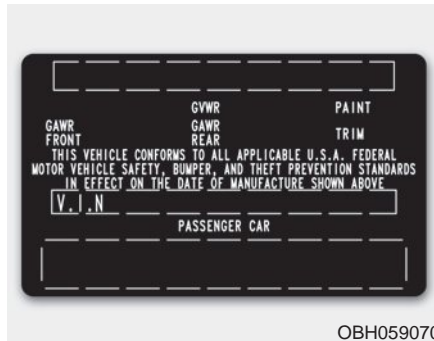 GVWR PAINT
GAWR GAWR
FRONT REAR TRIM
THIS VEHICLE CONFORMS TO ALL APPLICABLE U.S.A. FEDERAL
MOTOR VEHICLE SAFETY, BUMPER, AND THEFT PREVENTION STANDARDS
IN EFFECT ON THE DATE OF MANUFACTURE SHOWN ABOVE
V.I.N
PASSENGER CAR
OBH059070